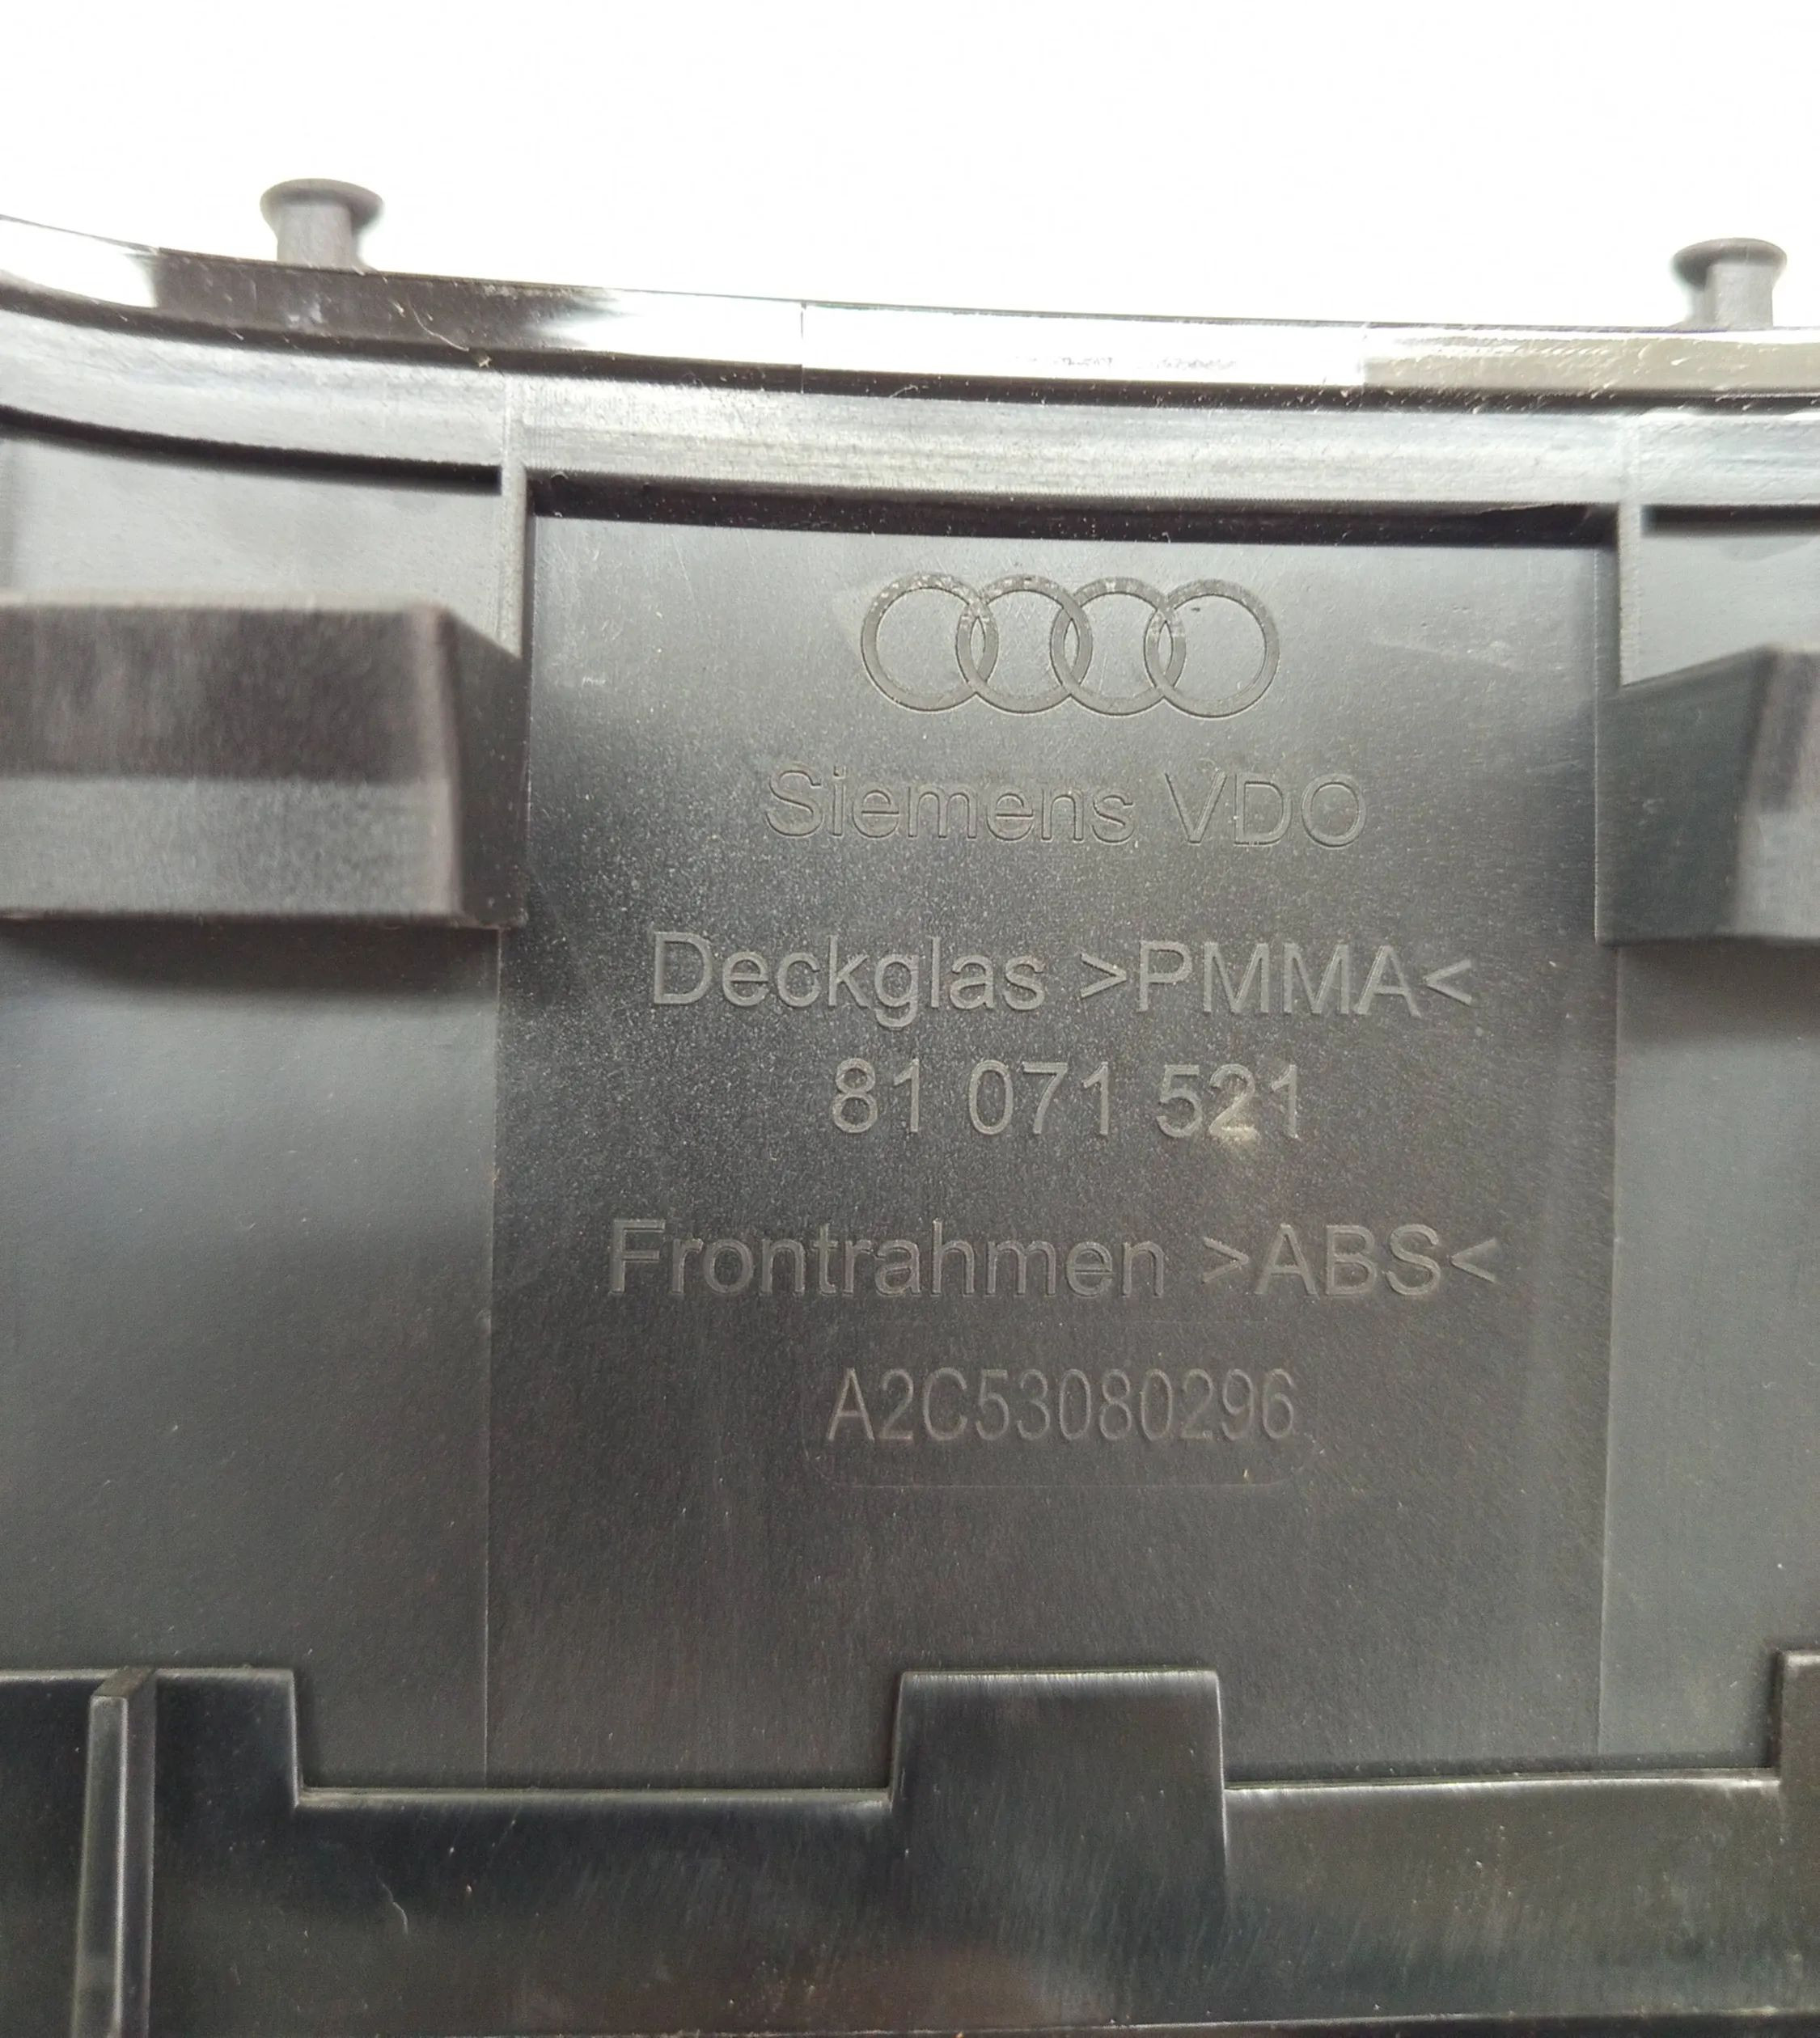 Siemens VDO
Deckglas >PMMA<
81 071 521
Frontrahmen >ABS<
A2C53080296